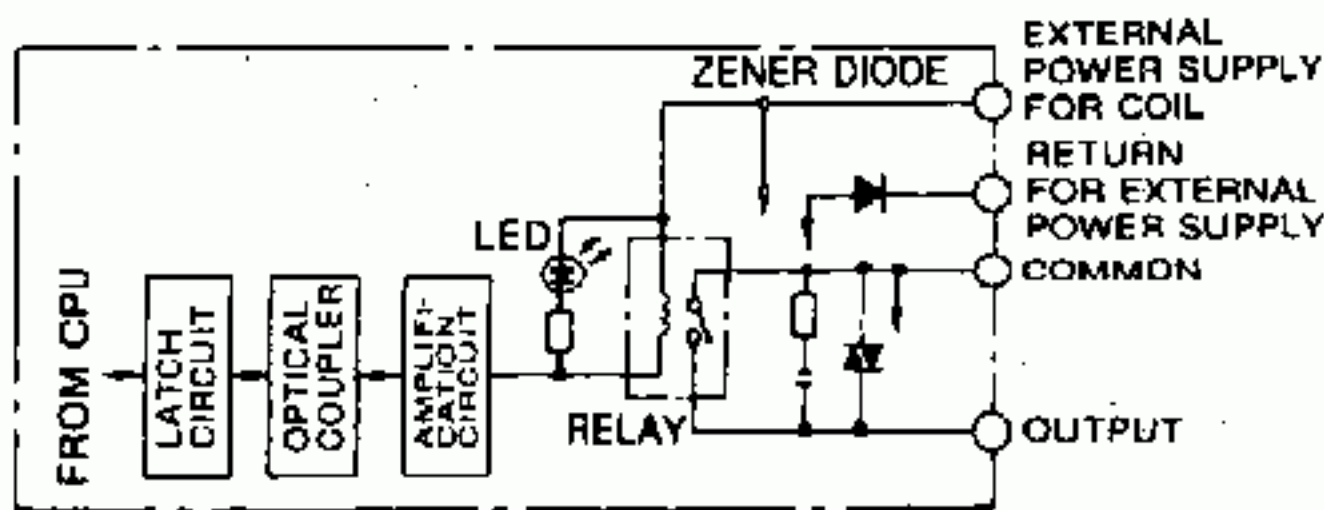 EXTERNAL
POWER SUPPLY
FOR COIL
ZENER DIODE
RETURN
FOR EXTERNAL
POWER SUPPLY
LED
COMMON
FROM CPU
LATCH
CIRCUIT
OPTICAL
COUPLER
AMPLIFI-
CATION
CIRCUIT
RELAY
OUTPUT